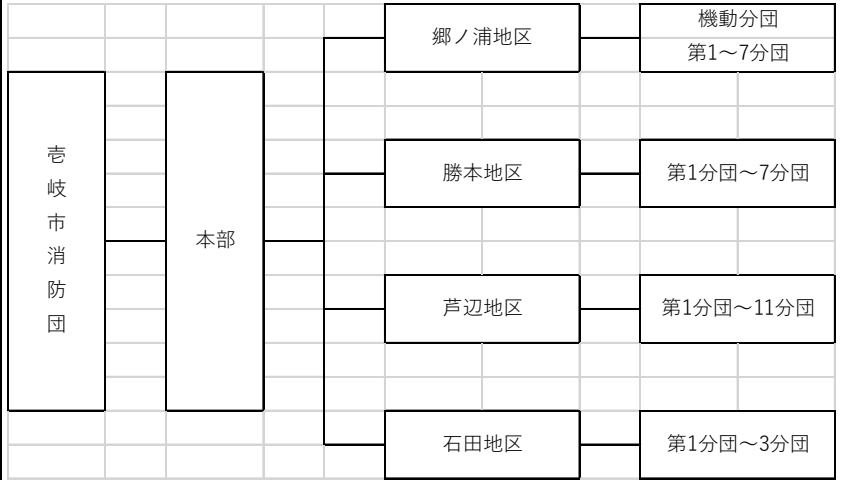 壱岐市消防団
本部
郷ノ浦地区
機動分団
第1～7分団
勝本地区
第1分団～7分団
芦辺地区
第1分団～11分団
石田地区
第1分団～3分団